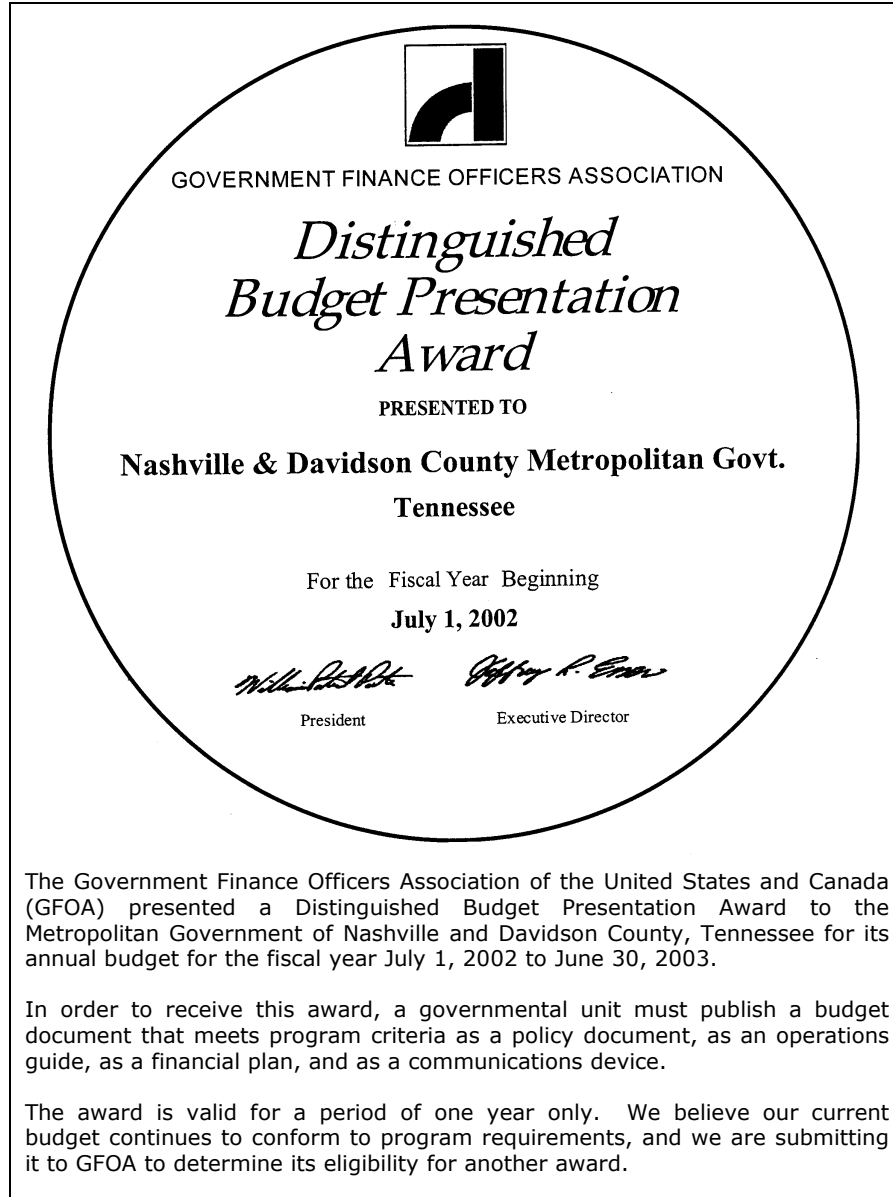 GOVERNMENT FINANCE OFFICERS ASSOCIATION
Distinguished
Budget Presentation
Award
PRESENTED TO
Nashville & Davidson County Metropolitan Govt.
Tennessee
For the Fiscal Year Beginning
July 1, 2002
President
Executive Director
The Government Finance Officers Association of the United States and Canada
(GFOA) presented a Distinguished Budget Presentation Award to the
Metropolitan Government of Nashville and Davidson County, Tennessee for its
annual budget for the fiscal year July 1, 2002 to June 30, 2003.
In order to receive this award, a governmental unit must publish a budget
document that meets program criteria as a policy document, as an operations
guide, as a financial plan, and as a communications device.
The award is valid for a period of one year only.  We believe our current
budget continues to conform to program requirements, and we are submitting
it to GFOA to determine its eligibility for another award.